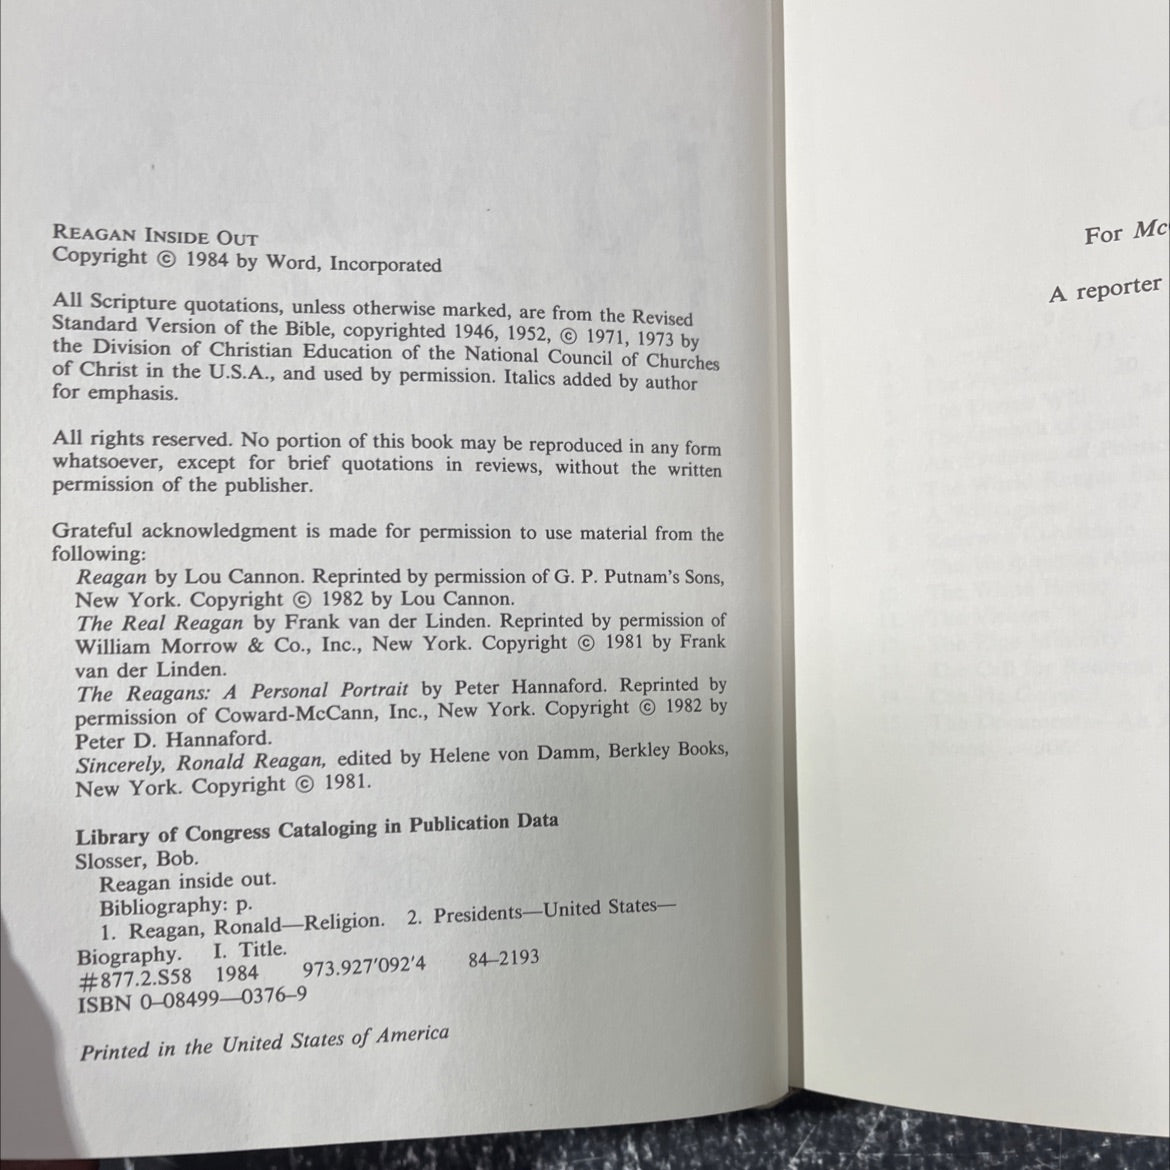 REAGAN INSIDE OUT
Copyright © 1984 by Word, Incorporated
All Scripture quotations, unless otherwise marked, are from the Revised
Standard Version of the Bible, copyrighted 1946, 1952, © 1971, 1973 by
the Division of Christian Education of the National Council of Churches
of Christ in the U.S.A., and used by permission. Italics added by author
for emphasis.
All rights reserved. No portion of this book may be reproduced in any form
whatsoever, except for brief quotations in reviews, without the written
permission of the publisher.
Grateful acknowledgment is made for permission to use material from the
following:
Reagan by Lou Cannon. Reprinted by permission of G. P. Putnam's Sons,
New York. Copyright © 1982 by Lou Cannon.
The Real Reagan by Frank van der Linden. Reprinted by permission of
William Morrow & Co., Inc., New York. Copyright © 1981 by Frank
van der Linden.
The Reagans: A Personal Portrait by Peter Hannaford. Reprinted by
permission of Coward-McCann, Inc., New York. Copyright © 1982 by
Peter D. Hannaford.
Sincerely, Ronald Reagan, edited by Helene von Damm, Berkley Books,
New York. Copyright © 1981.
Library of Congress Cataloging in Publication Data
Slosser, Bob.
Reagan inside out.
Bibliography: p.
1. Reagan, Ronald—Religion. 2. Presidents—United States—
Biography. I. Title.
#877.2.S58 1984 973.927'092'4 84–2193
ISBN 0–08499—0376–9
Printed in the United States of America
For
A reporter